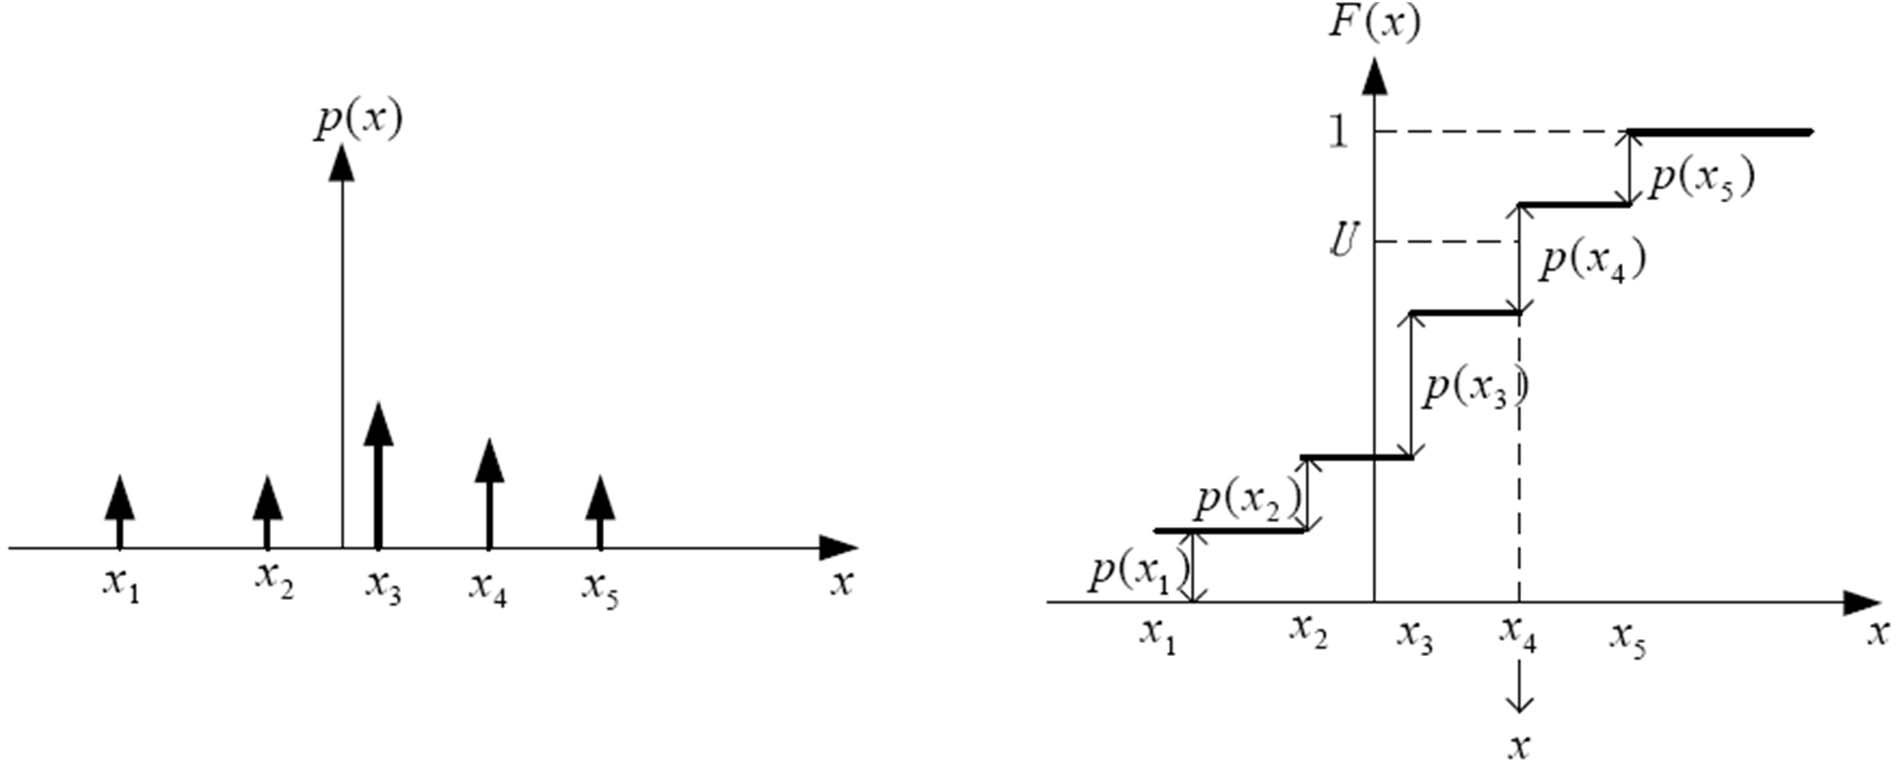 p(x)
x₁ x₂ x₃ x₄ x₅ x
F(x)
1
p(x₅)
U
p(x₄)
p(x₃)
p(x₂)
p(x₁)
x₁ x₂ x₃ x₄ x₅ x
x